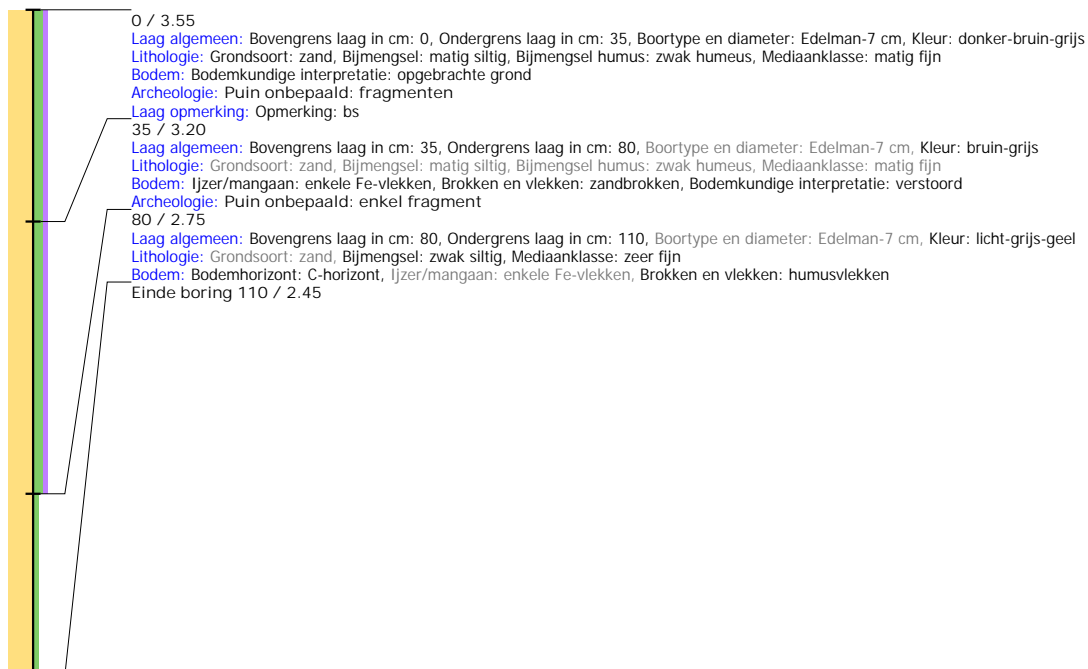 0 / 3.55
Laag algemeen: Bovengrens laag in cm: 0, Ondergrens laag in cm: 35, Boortype en diameter: Edelman-7 cm, Kleur: donker-bruin-grijs
Lithologie: Grondsoort: zand, Bijmengsel: matig siltig, Bijmengsel humus: zwak humeus, Mediaanklasse: matig fijn
Bodem: Bodemkundige interpretatie: opgebrachte grond
Archeologie: Puin onbepaald: fragmenten
Laag opmerking: Opmerking: bs
35 / 3.20
Laag algemeen: Bovengrens laag in cm: 35, Ondergrens laag in cm: 80, Boortype en diameter: Edelman-7 cm, Kleur: bruin-grijs
Lithologie: Grondsoort: zand, Bijmengsel: matig siltig, Bijmengsel humus: zwak humeus, Mediaanklasse: matig fijn
Bodem: Ijzer/mangaan: enkele Fe-vlekken, Brokken en vlekken: zandbrokken, Bodemkundige interpretatie: verstoord
Archeologie: Puin onbepaald: enkel fragment
80 / 2.75
Laag algemeen: Bovengrens laag in cm: 80, Ondergrens laag in cm: 110, Boortype en diameter: Edelman-7 cm, Kleur: licht-grijs-geel
Lithologie: Grondsoort: zand, Bijmengsel: zwak siltig, Mediaanklasse: zeer fijn
Bodem: Bodemhorizont: C-horizont, Ijzer/mangaan: enkele Fe-vlekken, Brokken en vlekken: humusvlekken
Einde boring 110 / 2.45